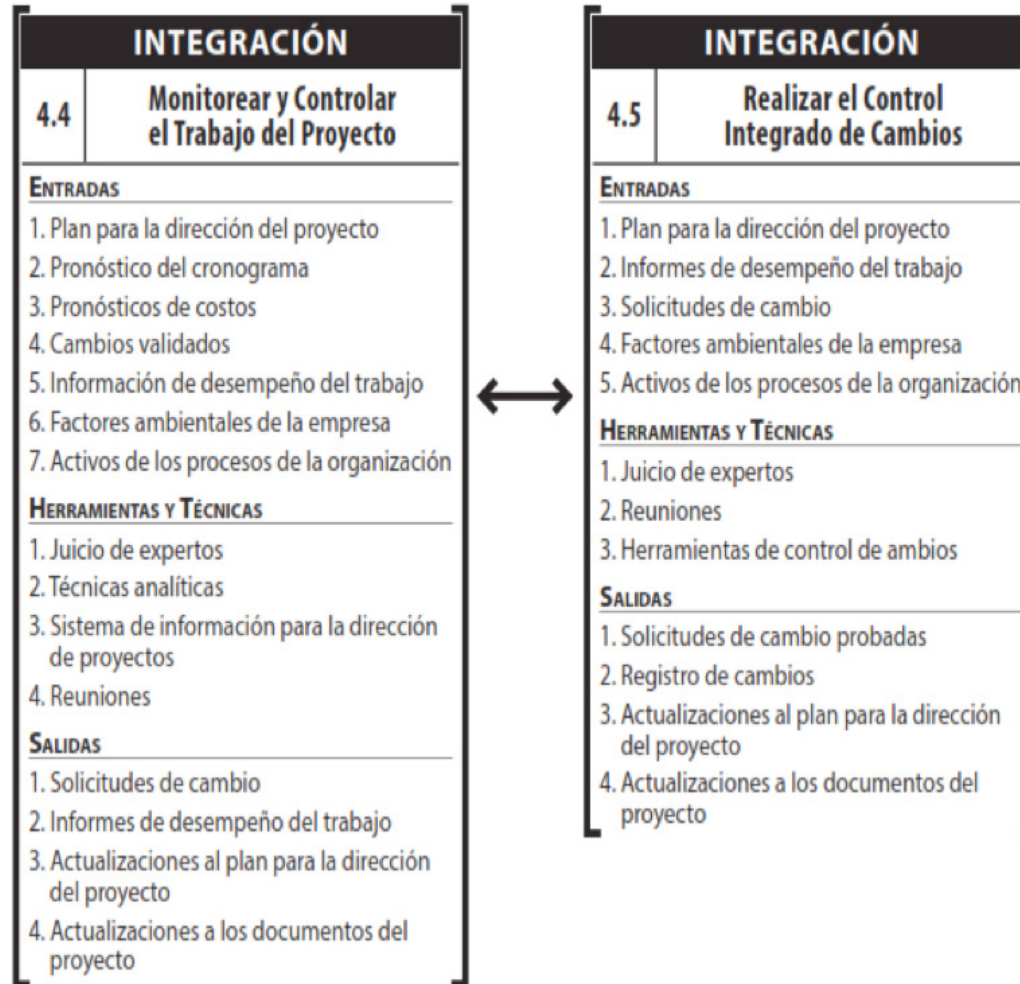 INTEGRACIÓN
4.4
Monitorear y Controlar
el Trabajo del Proyecto
ENTRADAS
1. Plan para la dirección del proyecto
2. Pronóstico del cronograma
3. Pronósticos de costos
4. Cambios validados
5. Información de desempeño del trabajo
6. Factores ambientales de la empresa
7. Activos de los procesos de la organización
HERRAMIENTAS Y TÉCNICAS
1. Juicio de expertos
2. Técnicas analíticas
3. Sistema de información para la dirección
de proyectos
4. Reuniones
SALIDAS
1. Solicitudes de cambio
2. Informes de desempeño del trabajo
3. Actualizaciones al plan para la dirección
del proyecto
4. Actualizaciones a los documentos del
proyecto
INTEGRACIÓN
4.5
Realizar el Control
Integrado de Cambios
ENTRADAS
1. Plan para la dirección del proyecto
2. Informes de desempeño del trabajo
3. Solicitudes de cambio
4. Factores ambientales de la empresa
5. Activos de los procesos de la organización
HERRAMIENTAS Y TÉCNICAS
1. Juicio de expertos
2. Reuniones
3. Herramientas de control de ambios
SALIDAS
1. Solicitudes de cambio probadas
2. Registro de cambios
3. Actualizaciones al plan para la dirección
del proyecto
4. Actualizaciones a los documentos del
proyecto